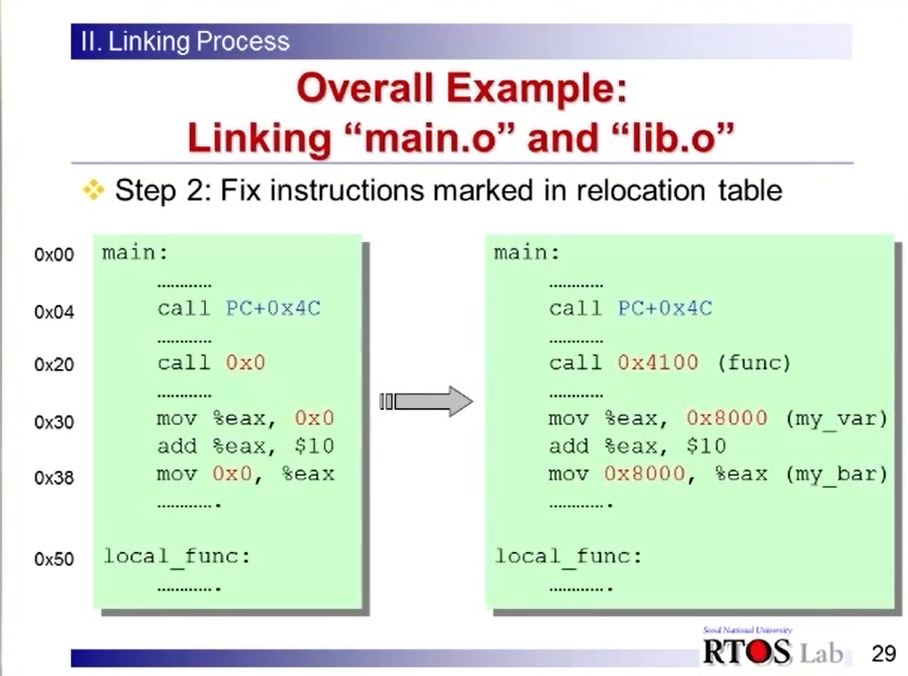 II. Linking Process
Overall Example:
Linking “main.o” and “lib.o”
Step 2: Fix instructions marked in relocation table
0x00 main: main:
………… …………
0x04 call PC+0x4C call PC+0x4C
………… …………
0x20 call 0x0 call 0x4100 (func)
………… …………
0x30 mov %eax, 0x0 mov %eax, 0x8000 (my_var)
add %eax, $10 add %eax, $10
0x38 mov 0x0, %eax mov 0x8000, %eax (my_bar)
…………. ………….
0x50 local_func: local_func:
…………. ………….
Seoul National University
RTOS Lab 29